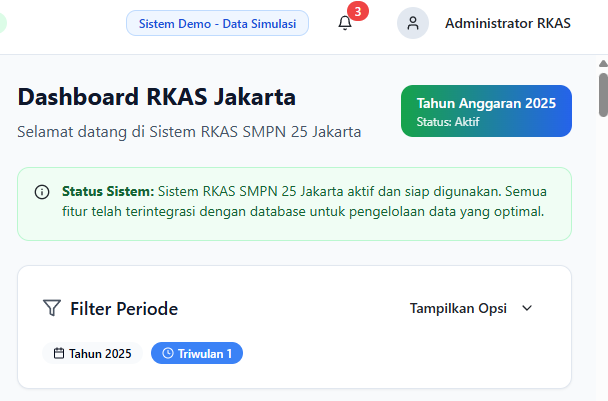 Sistem Demo - Data Simulasi
3
Administrator RKAS
Dashboard RKAS Jakarta
Selamat datang di Sistem RKAS SMPN 25 Jakarta
Tahun Anggaran 2025
Status: Aktif
Status Sistem: Sistem RKAS SMPN 25 Jakarta aktif dan siap digunakan. Semua
fitur telah terintegrasi dengan database untuk pengelolaan data yang optimal.
Filter Periode
Tampilkan Opsi
Tahun 2025
Triwulan 1